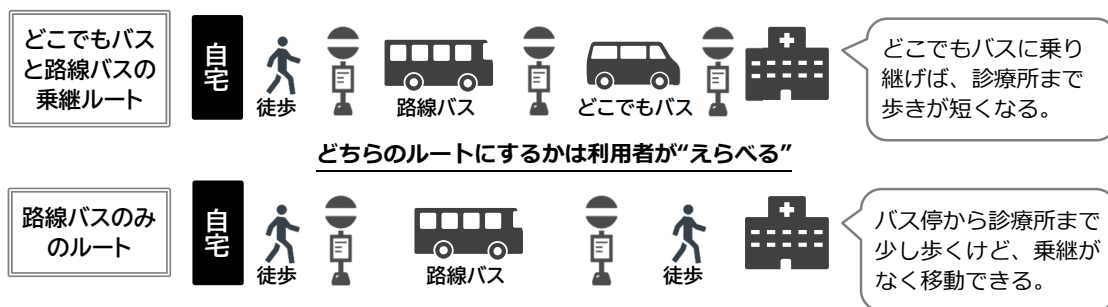 どこでもバス
と路線バスの
乗継ルート
自宅
徒歩
路線バス
どこでもバス
どこでもバスに乗り
継げば、診療所まで
歩きが短くなる。
どちらのルートにするかは利用者が“えらべる”
路線バスのみ
のルート
自宅
徒歩
路線バス
徒歩
バス停から診療所まで
少し歩くけど、乗継が
なく移動できる。